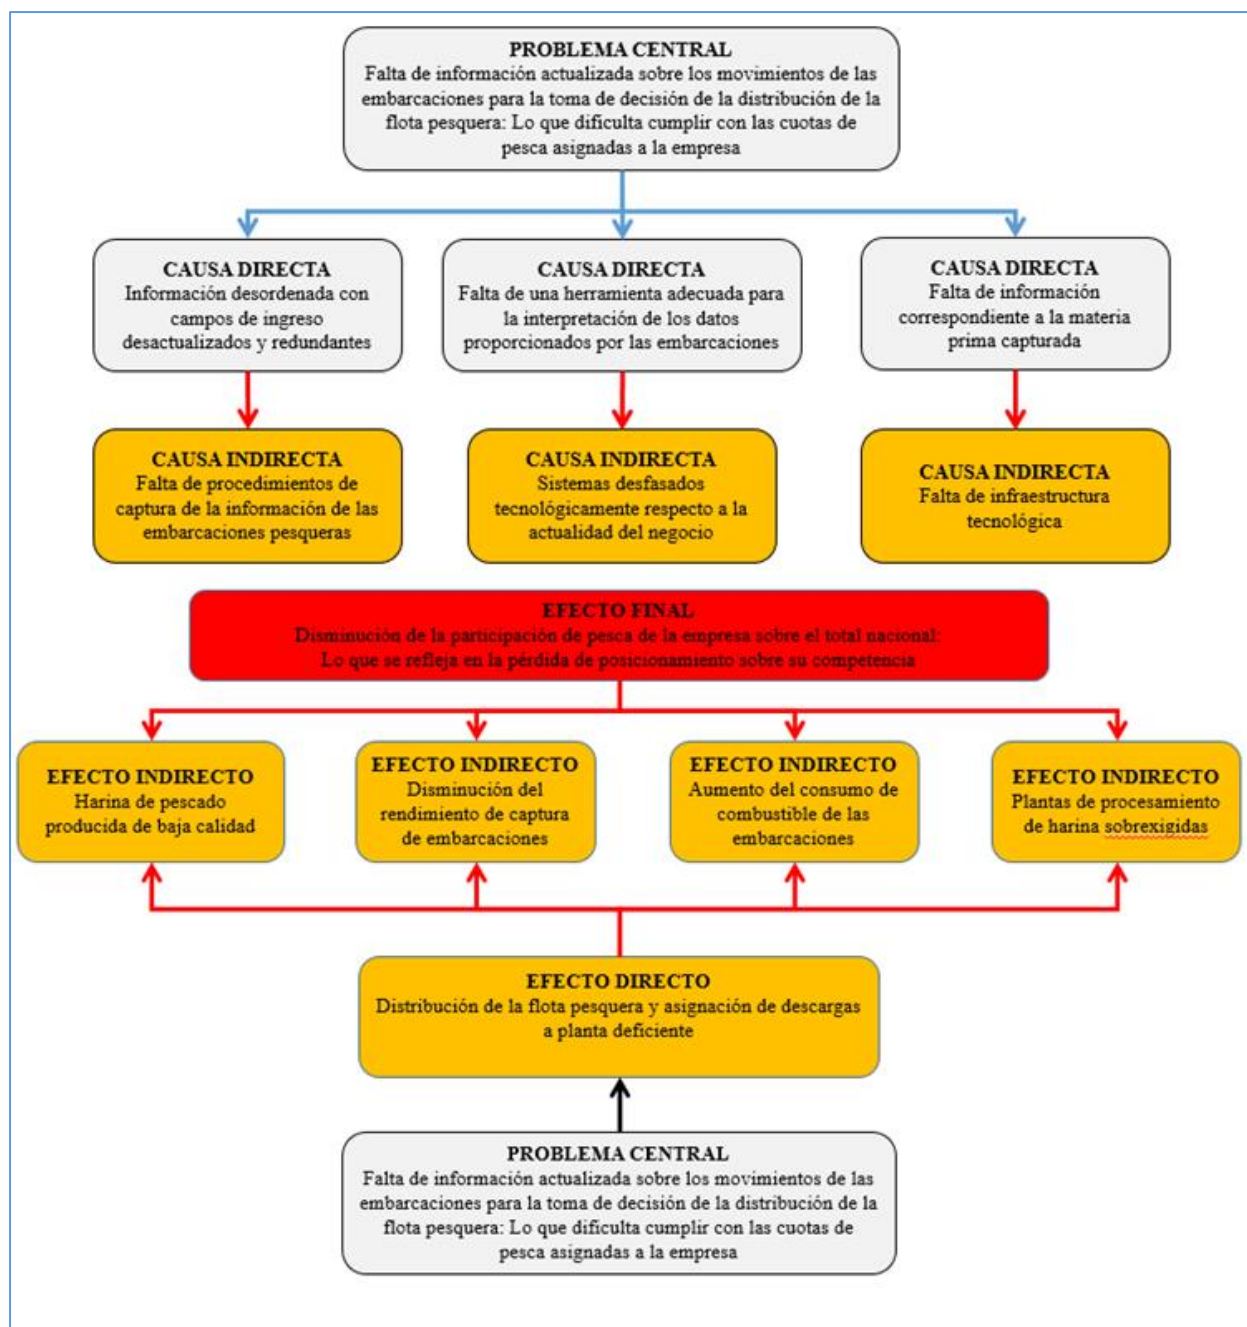 PROBLEMA CENTRAL
Falta de información actualizada sobre los movimientos de las
embarcaciones para la toma de decisión de la distribución de la
flota pesquera: Lo que dificulta cumplir con las cuotas de
pesca asignadas a la empresa
CAUSA DIRECTA
Información desordenada con
campos de ingreso
desactualizados y redundantes
CAUSA DIRECTA
Falta de una herramienta adecuada para
la interpretación de los datos
proporcionados por las embarcaciones
CAUSA DIRECTA
Falta de información
correspondiente a la materia
prima capturada
CAUSA INDIRECTA
Falta de procedimientos de
captura de la información de las
embarcaciones pesqueras
CAUSA INDIRECTA
Sistemas desfasados
tecnológicamente respecto a la
actualidad del negocio
CAUSA INDIRECTA
Falta de infraestructura
tecnológica
EFECTO FINAL
Disminución de la participación de pesca de la empresa sobre el total nacional:
Lo que se refleja en la pérdida de posicionamiento sobre su competencia
EFECTO INDIRECTO
Harina de pescado
producida de baja calidad
EFECTO INDIRECTO
Disminución del
rendimiento de captura
de embarcaciones
EFECTO INDIRECTO
Aumento del consumo de
combustible de las
embarcaciones
EFECTO INDIRECTO
Plantas de procesamiento
de harina sobrexigidas
EFECTO DIRECTO
Distribución de la flota pesquera y asignación de descargas
a planta deficiente
PROBLEMA CENTRAL
Falta de información actualizada sobre los movimientos de las
embarcaciones para la toma de decisión de la distribución de la
flota pesquera: Lo que dificulta cumplir con las cuotas de
pesca asignadas a la empresa